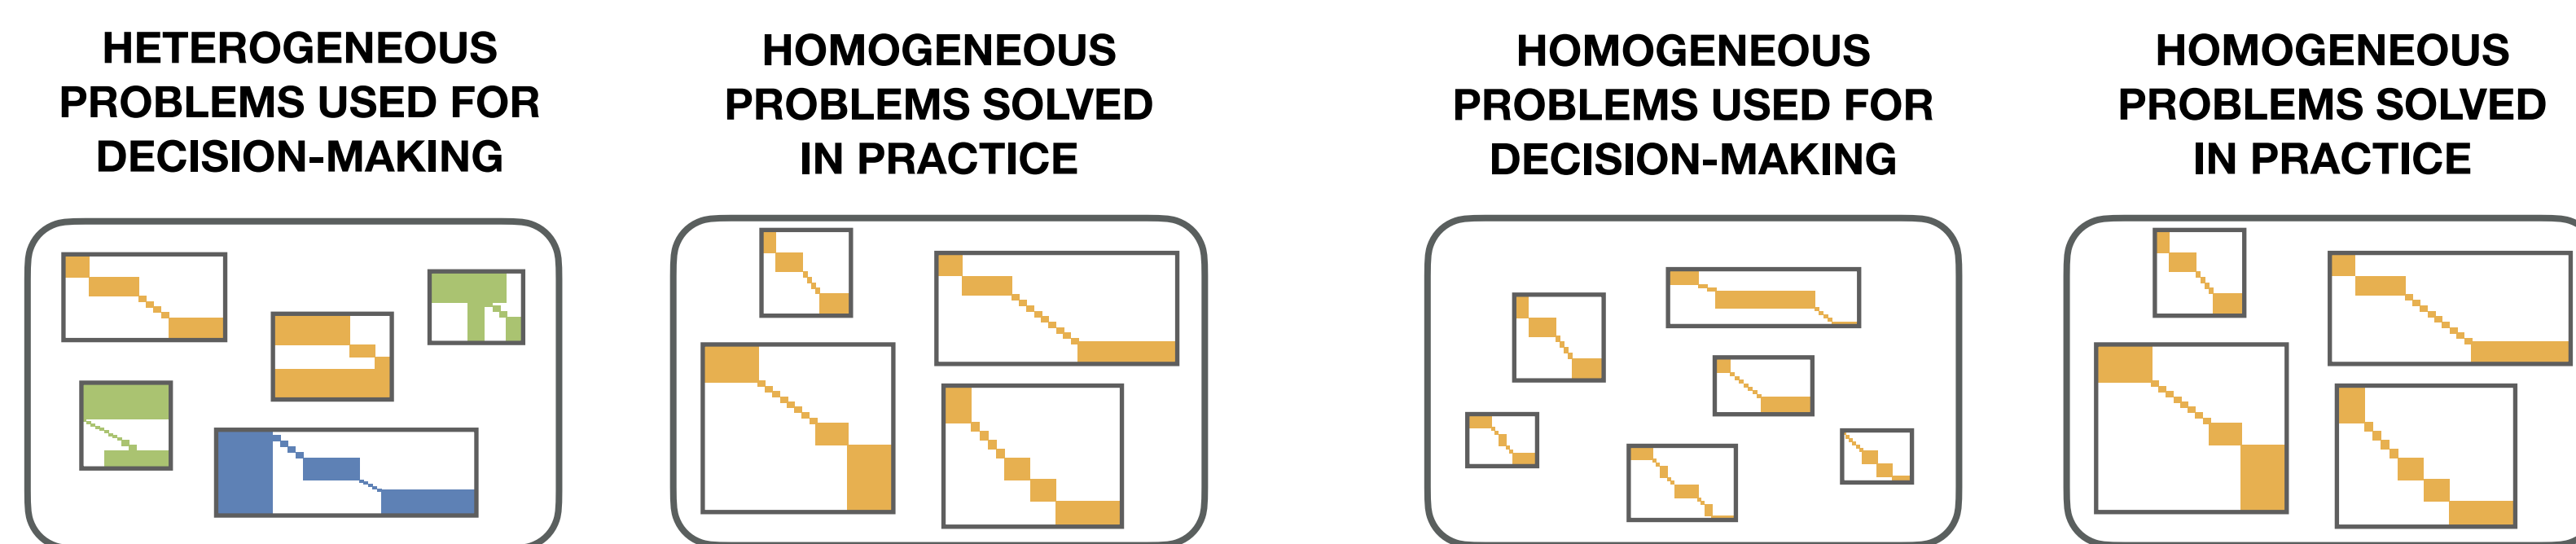 HETEROGENEOUS
PROBLEMS USED FOR
DECISION-MAKING
HOMOGENEOUS
PROBLEMS SOLVED
IN PRACTICE
HOMOGENEOUS
PROBLEMS USED FOR
DECISION-MAKING
HOMOGENEOUS
PROBLEMS SOLVED
IN PRACTICE